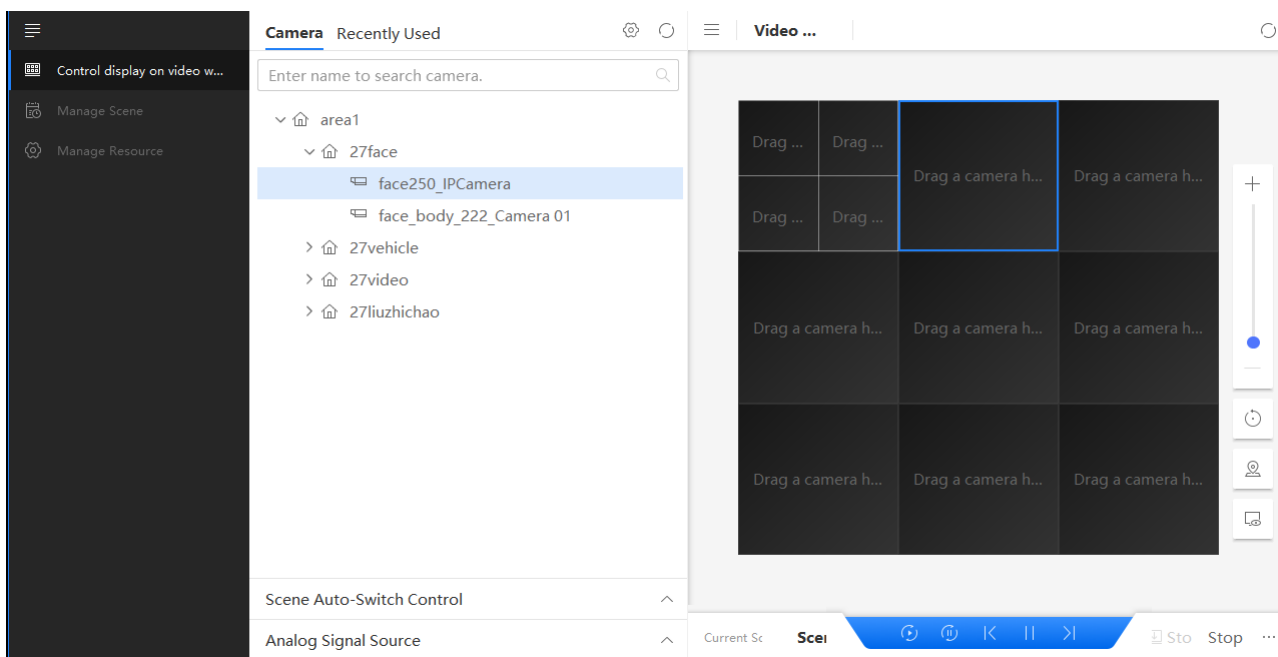 Camera Recently Used
Video ...
Control display on video w...
Enter name to search camera.
Manage Scene
Manage Resource
area1
27face
face250_IPCamera
face_body_222_Camera 01
27vehicle
27video
27liuzhichao
Drag ... Drag ...
Drag a camera h... Drag a camera h...
Drag ... Drag ...
Drag a camera h... Drag a camera h... Drag a camera h...
Drag a camera h... Drag a camera h... Drag a camera h...
Scene Auto-Switch Control
Analog Signal Source
Current Sc Scen Sto Stop ...